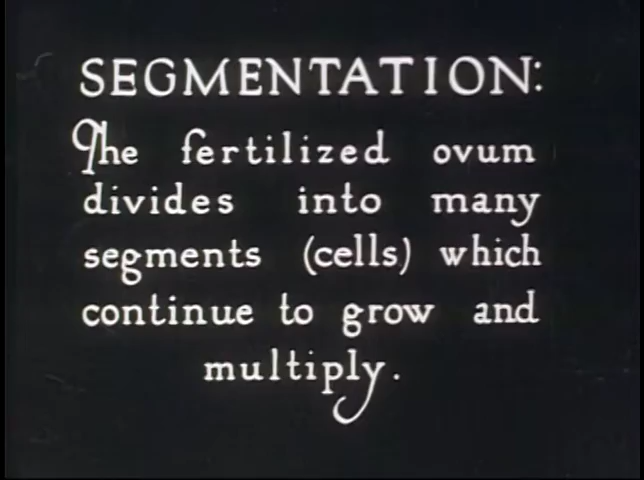 SEGMENTATION:
The fertilized ovum
divides into many
segments (cells) which
continue to grow and
multiply.